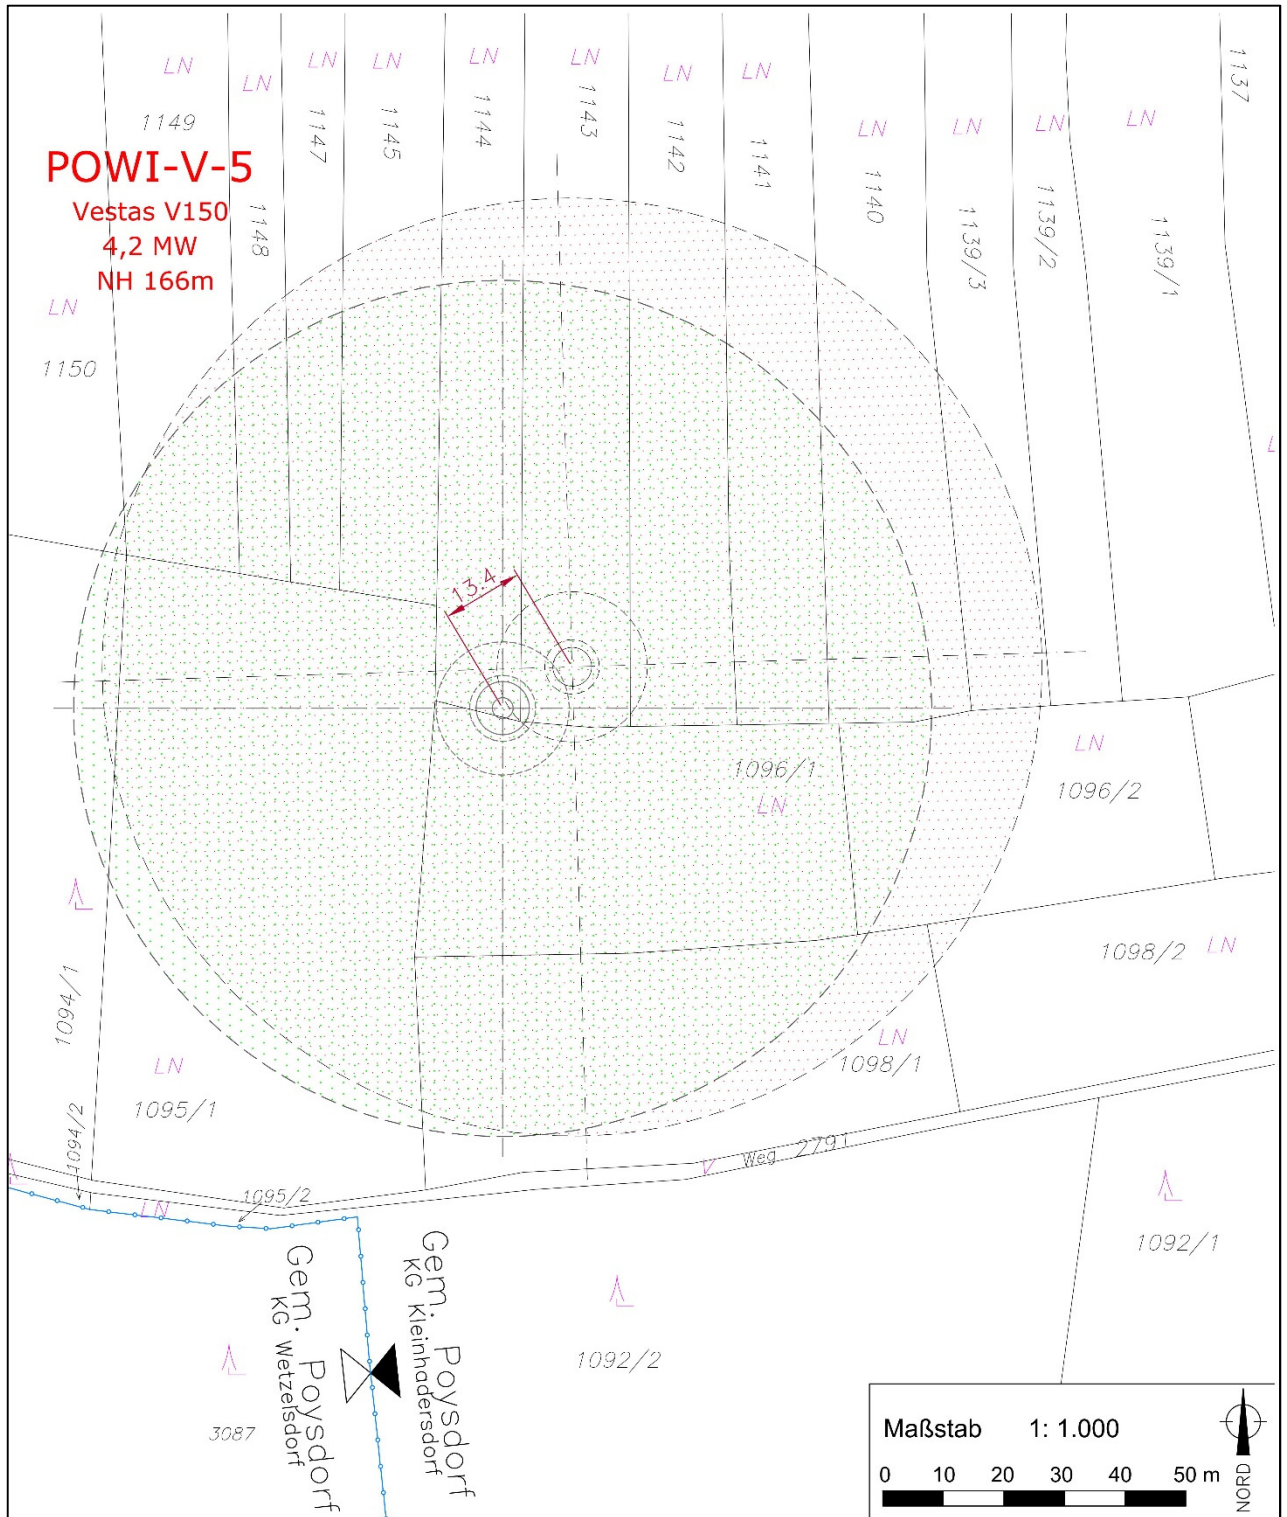 LN
LN
LN
LN
LN
LN
LN
LN
LN
LN
LN
LN
1149
1148
1147
1145
1144
1143
1142
1141
1140
1139/3
1139/2
1139/1
1137
POWI-V-5
Vestas V150
4,2 MW
NH 166m
LN
1150
13.4
1096/1
LN
LN
1096/2
1098/2
LN
LN
1098/1
1094/1
LN
1095/1
1094/2
LN
1095/2
Weg 2791
1092/1
1092/2
3087
Gem. Poysdorf
KG Kleinhadersdorf
Gem. Poysdorf
KG Wetzelsdorf
Maßstab 1: 1.000
0 10 20 30 40 50 m
NORD